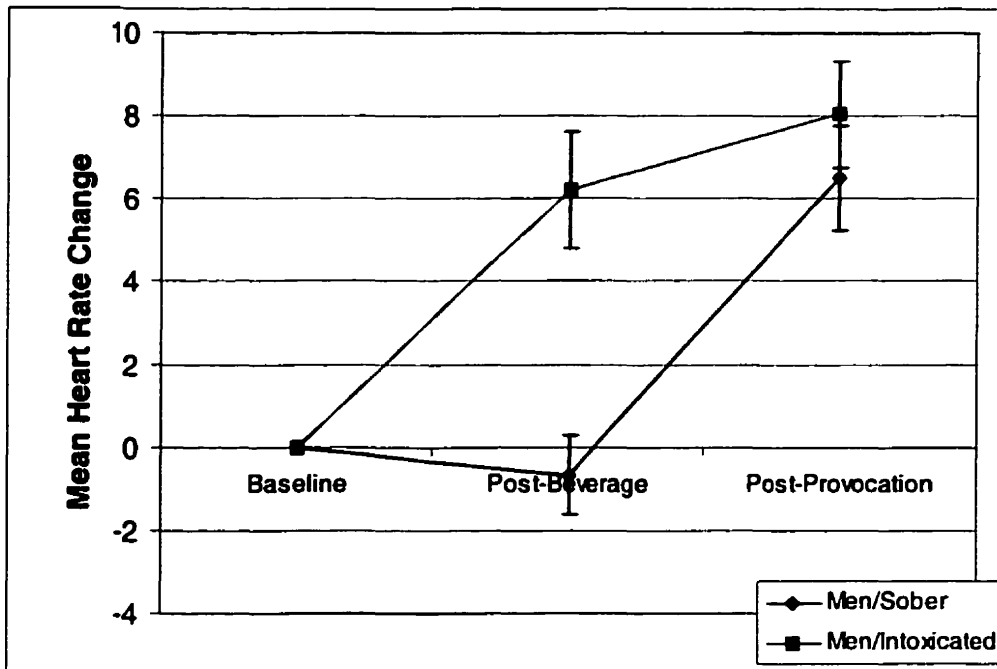 10
8
6
4
2
0
-2
-4
Mean Heart Rate Change
Baseline
Post-Beverage
Post-Provocation
Men/Sober
Men/Intoxicated